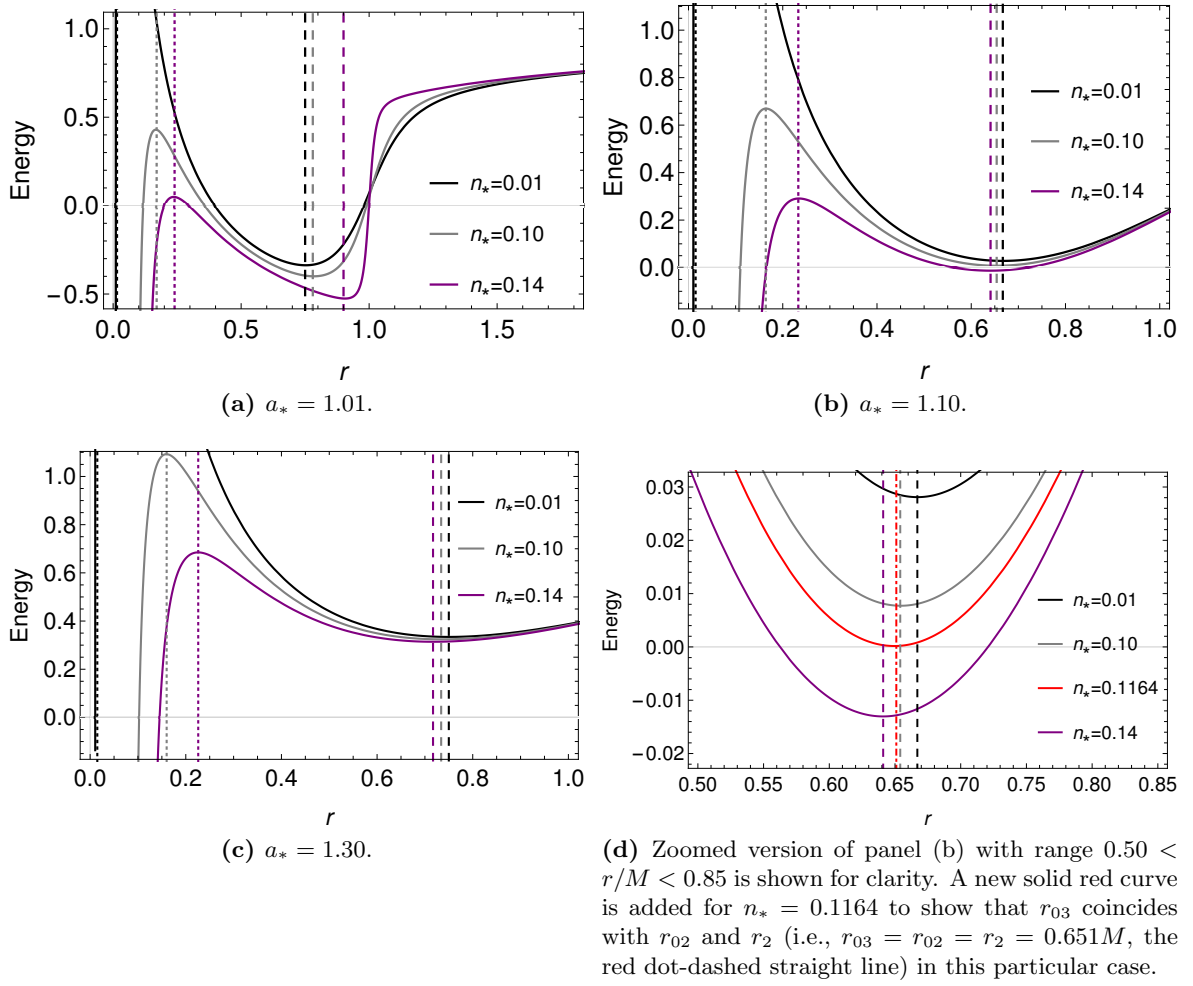 1.0
0.5
0.0
−0.5
Energy
n*=0.01
n*=0.10
n*=0.14
0.0 0.5 1.0 1.5
r
(a) a* = 1.01.
1.0
0.8
0.6
0.4
0.2
0.0
Energy
n*=0.01
n*=0.10
n*=0.14
0.0 0.2 0.4 0.6 0.8 1.0
r
(b) a* = 1.10.
1.0
0.8
0.6
0.4
0.2
0.0
Energy
n*=0.01
n*=0.10
n*=0.14
0.0 0.2 0.4 0.6 0.8 1.0
r
(c) a* = 1.30.
0.03
0.02
0.01
0.00
−0.01
−0.02
Energy
n*=0.01
n*=0.10
n*=0.1164
n*=0.14
0.50 0.55 0.60 0.65 0.70 0.75 0.80 0.85
r
(d) Zoomed version of panel (b) with range 0.50 <
r/M < 0.85 is shown for clarity. A new solid red curve
is added for n* = 0.1164 to show that r03 coincides
with r02 and r2 (i.e., r03 = r02 = r2 = 0.651M, the
red dot-dashed straight line) in this particular case.